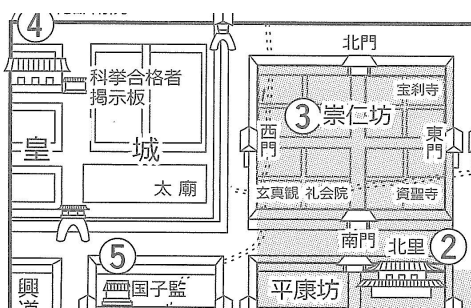 ④
北門
科挙合格者
掲示板
宝刹寺
③崇仁坊
西門
東門
皇城
太廟
玄真観
礼会院
資聖寺
南門
北里
②
⑤
国子監
平康坊
興道